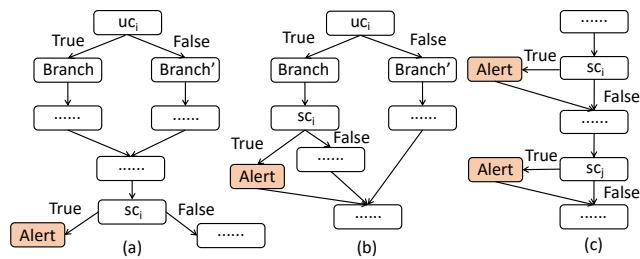 uc_i
True False
Branch Branch'
...... ......
......
sc_i
True False
Alert
......
(a)
uc_i
True False
Branch Branch'
sc_i ......
True False
......
Alert
......
(b)
......
sc_i
True
Alert
False
......
sc_j
True
Alert
False
......
(c)